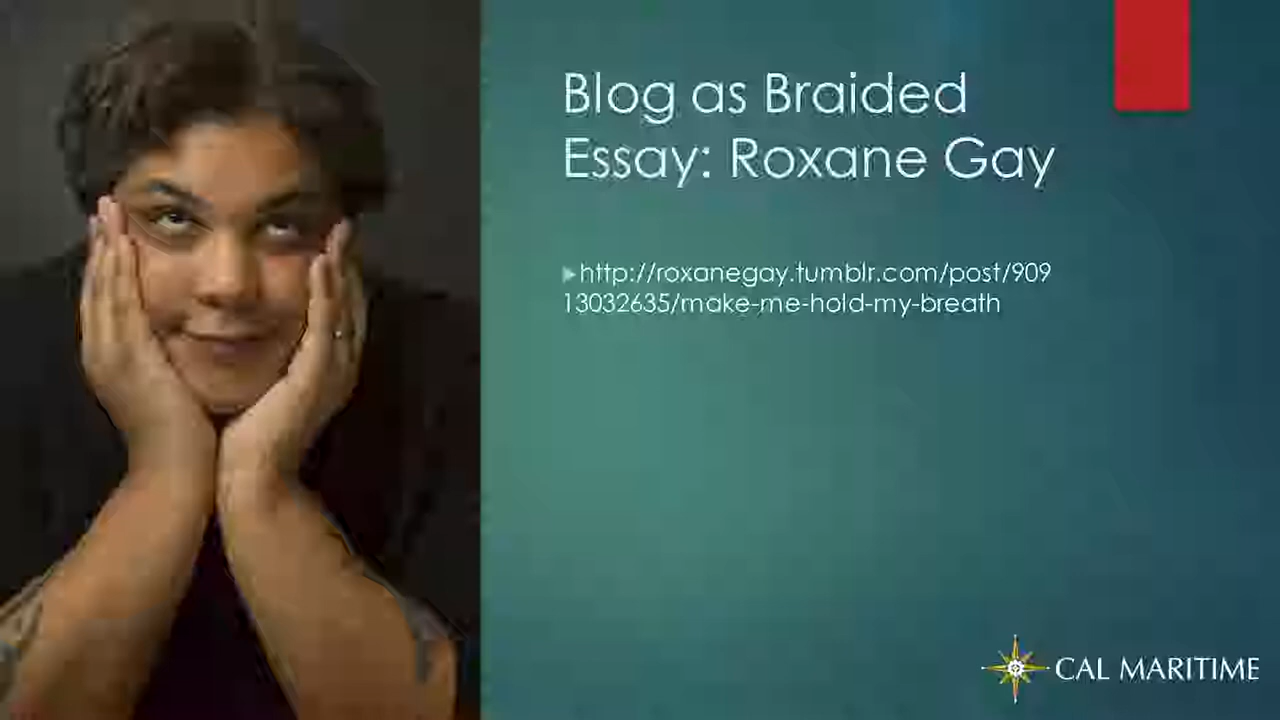 Blog as Braided
Essay: Roxane Gay
http://roxanegay.tumblr.com/post/909
13032635/make-me-hold-my-breath
CAL MARITIME